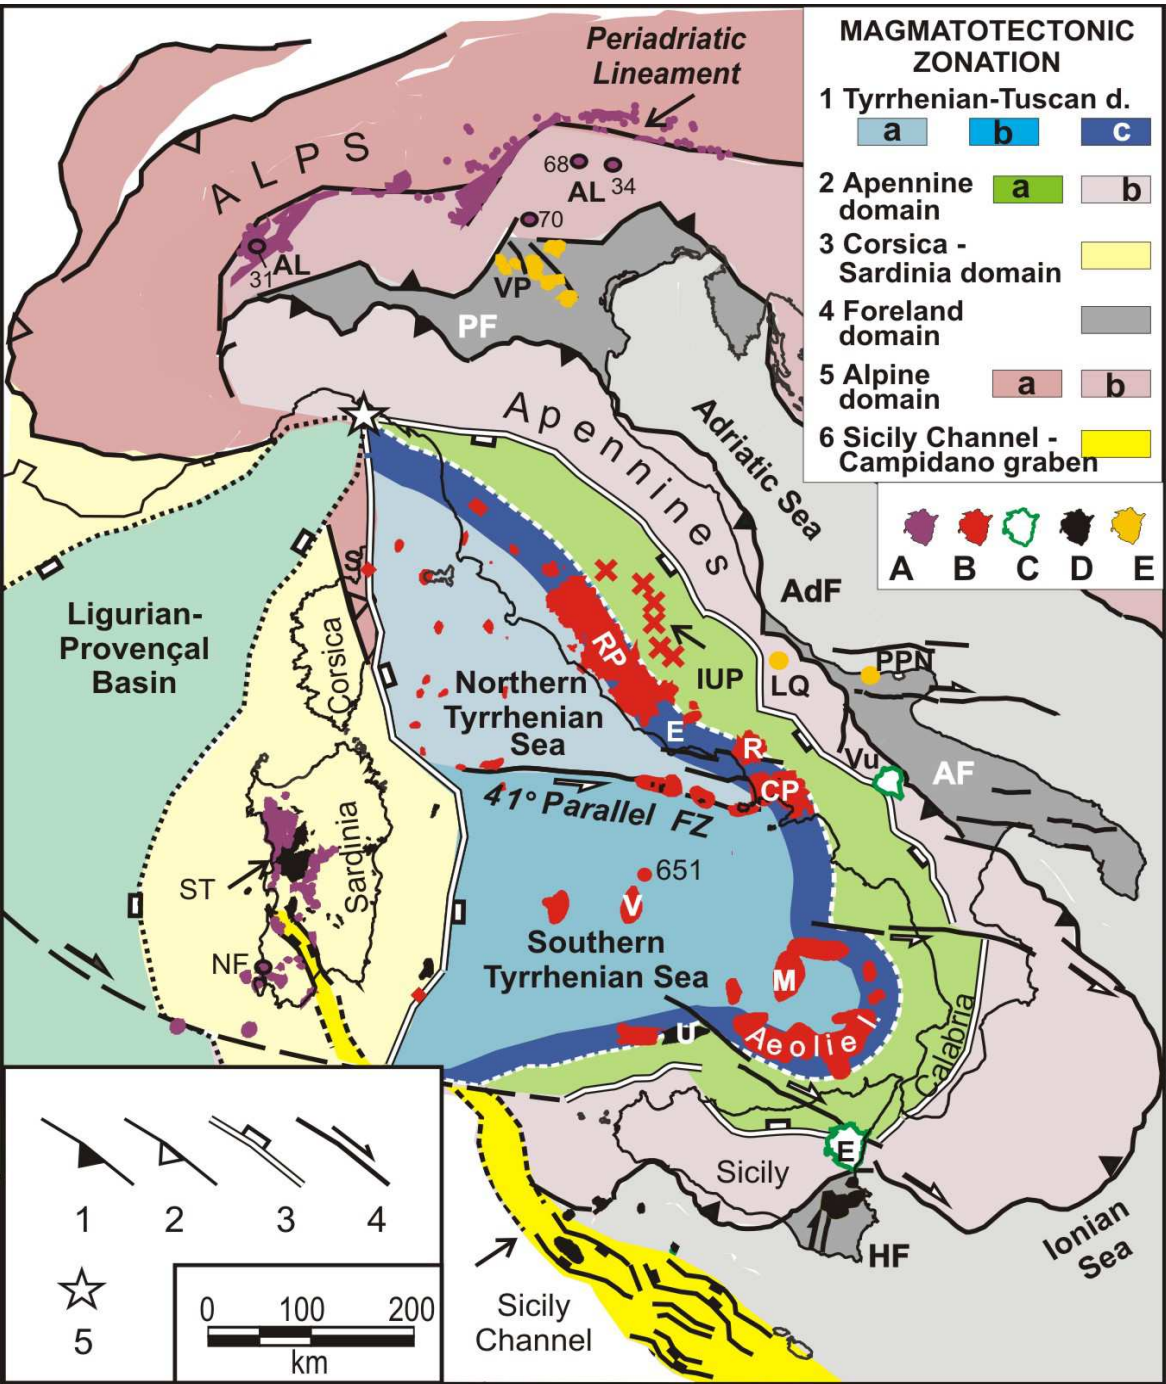 Periadriatic
Lineament
MAGMATOTECTONIC
ZONATION
1 Tyrrhenian-Tuscan d.
a b c
2 Apennine
domain
a b
3 Corsica -
Sardinia domain
4 Foreland
domain
5 Alpine
domain
a b
6 Sicily Channel -
Campidano graben
A B C D E
ALPS
68
AL
34
70
31
AL
VP
PF
Apennines
Adriatic Sea
AdF
PPN
LQ
IUP
RP
S
Corsica
Ligurian-
Provençal
Basin
Northern
Tyrrhenian
Sea
E
R
CP
Vu
AF
41° Parallel FZ
ST
Sardinia
651
V
Southern
Tyrrhenian Sea
NF
M
Aeolie I.
U
Calabria
E
Sicily
HF
Ionian
Sea
Sicily
Channel
1 2 3 4
5
0 100 200
km